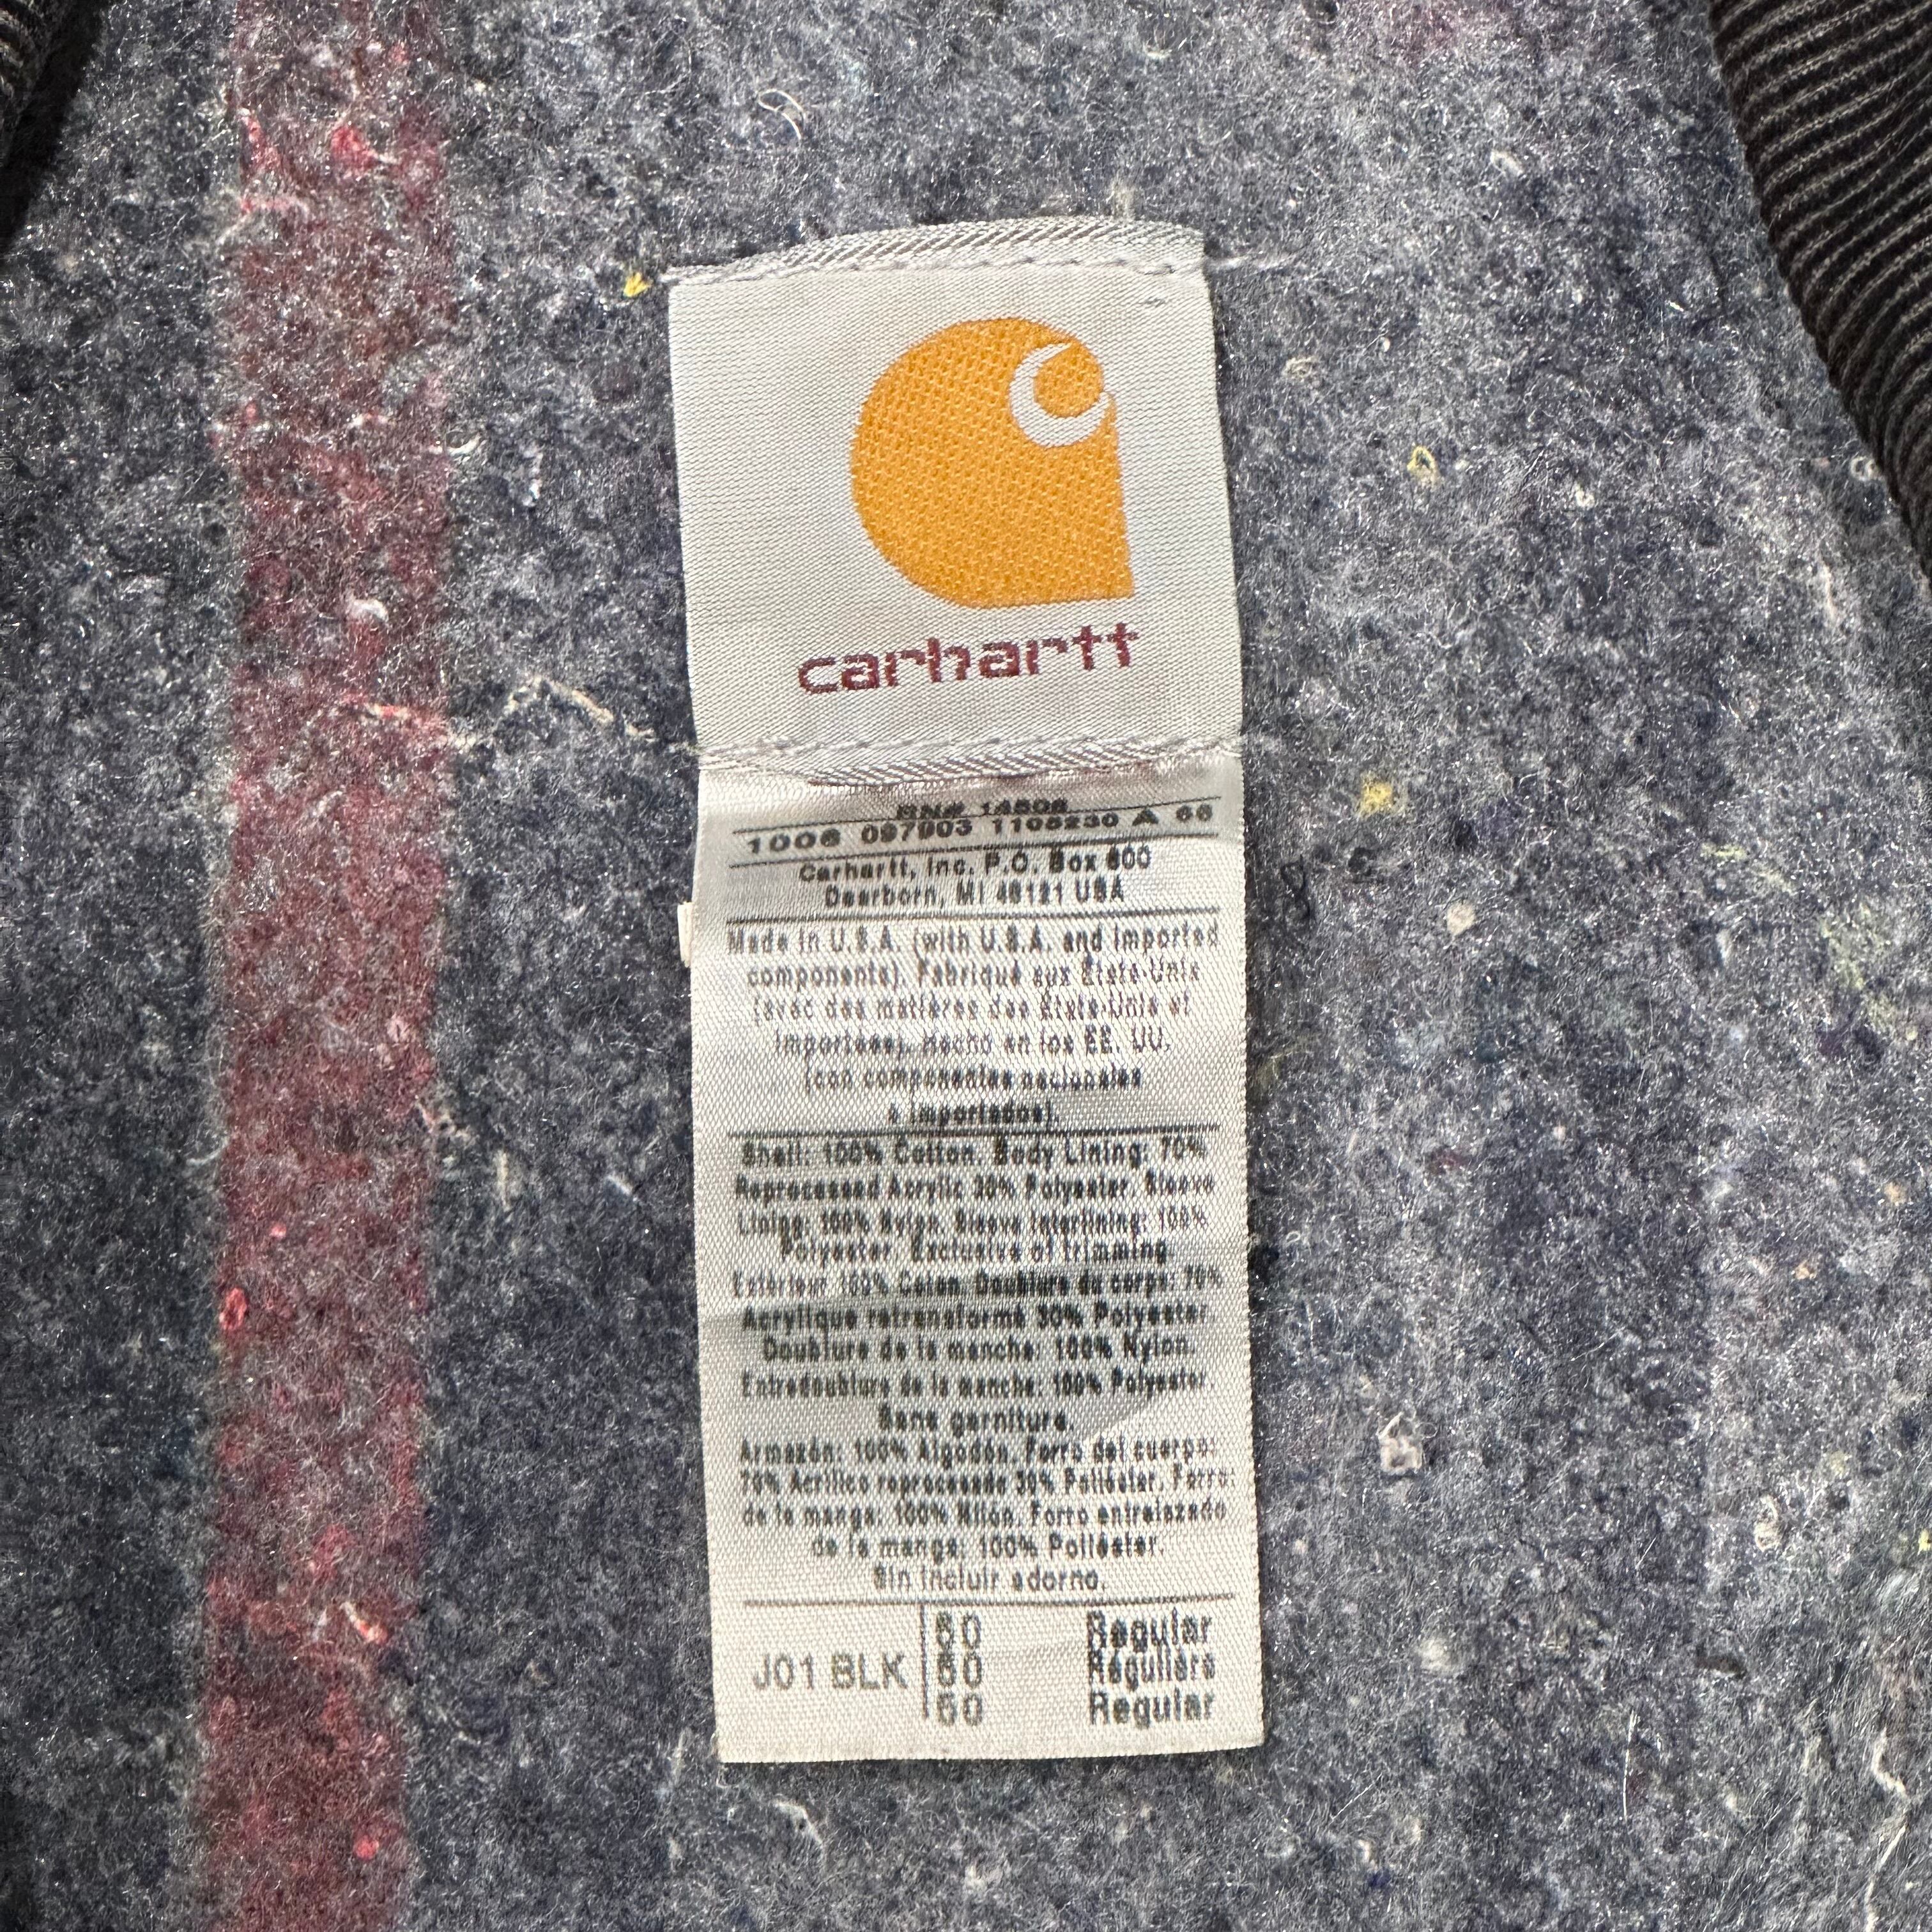 carhartt
RN# 14806
1006 097003 1105230 A 66
Carhartt, Inc. P.O. Box 600
Dearborn, MI 48121 USA
Made in U.S.A. (with U.S.A. and imported
components). Fabriqué aux États-Unis
(avec des matières des États-Unis et
importées). Hecho en los EE. UU.
(con componentes nacionales
e importados).
Shell: 100% Cotton. Body Lining: 70%
Reprocessed Acrylic 30% Polyester. Sleeve
Lining: 100% Nylon. Sleeve Interlining: 100%
Polyester. Exclusive of trimming
Extérieur 100% Coton. Doublure du corps: 70%
Acrylique retransformé 30% Polyester
Doublure de la manche: 100% Nylon.
Entredoublure de la manche: 100% Polyester.
Sans garniture.
Armazón: 100% Algodón. Forro del cuerpo:
70% Acrílico reprocesado 30% Poliéster. Forro:
de la manga: 100% Nilon. Forro entrelazado
de la manga: 100% Poliéster.
Sin incluir adorno.
50 Regular
J01 BLK 50 Régulière
50 Regular